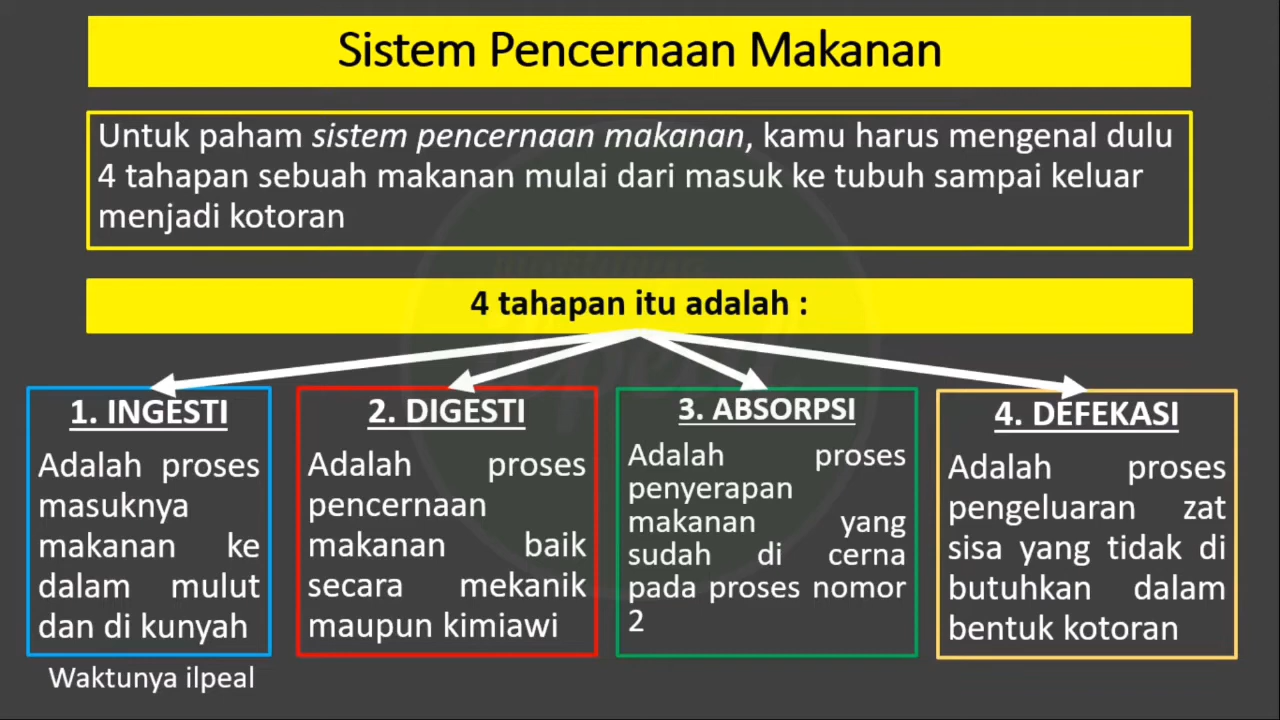 Sistem Pencernaan Makanan
Untuk paham sistem pencernaan makanan, kamu harus mengenal dulu
4 tahapan sebuah makanan mulai dari masuk ke tubuh sampai keluar
menjadi kotoran
4 tahapan itu adalah :
1. INGESTI
Adalah proses
masuknya
makanan ke
dalam mulut
dan di kunyah
2. DIGESTI
Adalah proses
pencernaan
makanan baik
secara mekanik
maupun kimiawi
3. ABSORPSI
Adalah proses
penyerapan
makanan yang
sudah di cerna
pada proses nomor
2
4. DEFEKASI
Adalah proses
pengeluaran zat
sisa yang tidak di
butuhkan dalam
bentuk kotoran
Waktunya ilpeal